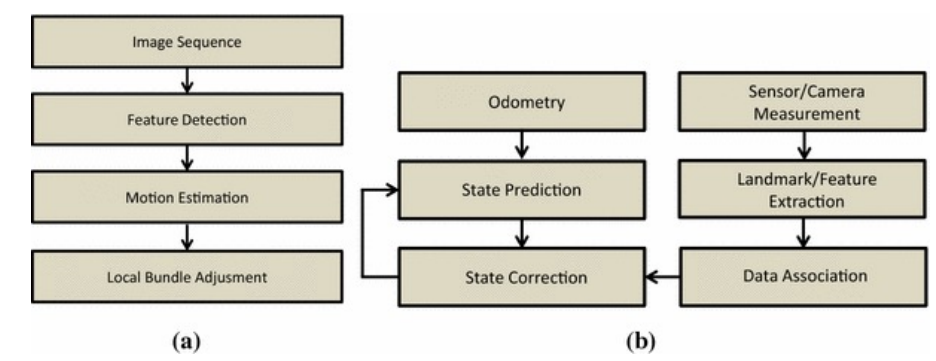 Image Sequence
Feature Detection
Motion Estimation
Local Bundle Adjusment
(a)
Odometry
State Prediction
State Correction
Sensor/Camera
Measurement
Landmark/Feature
Extraction
Data Association
(b)